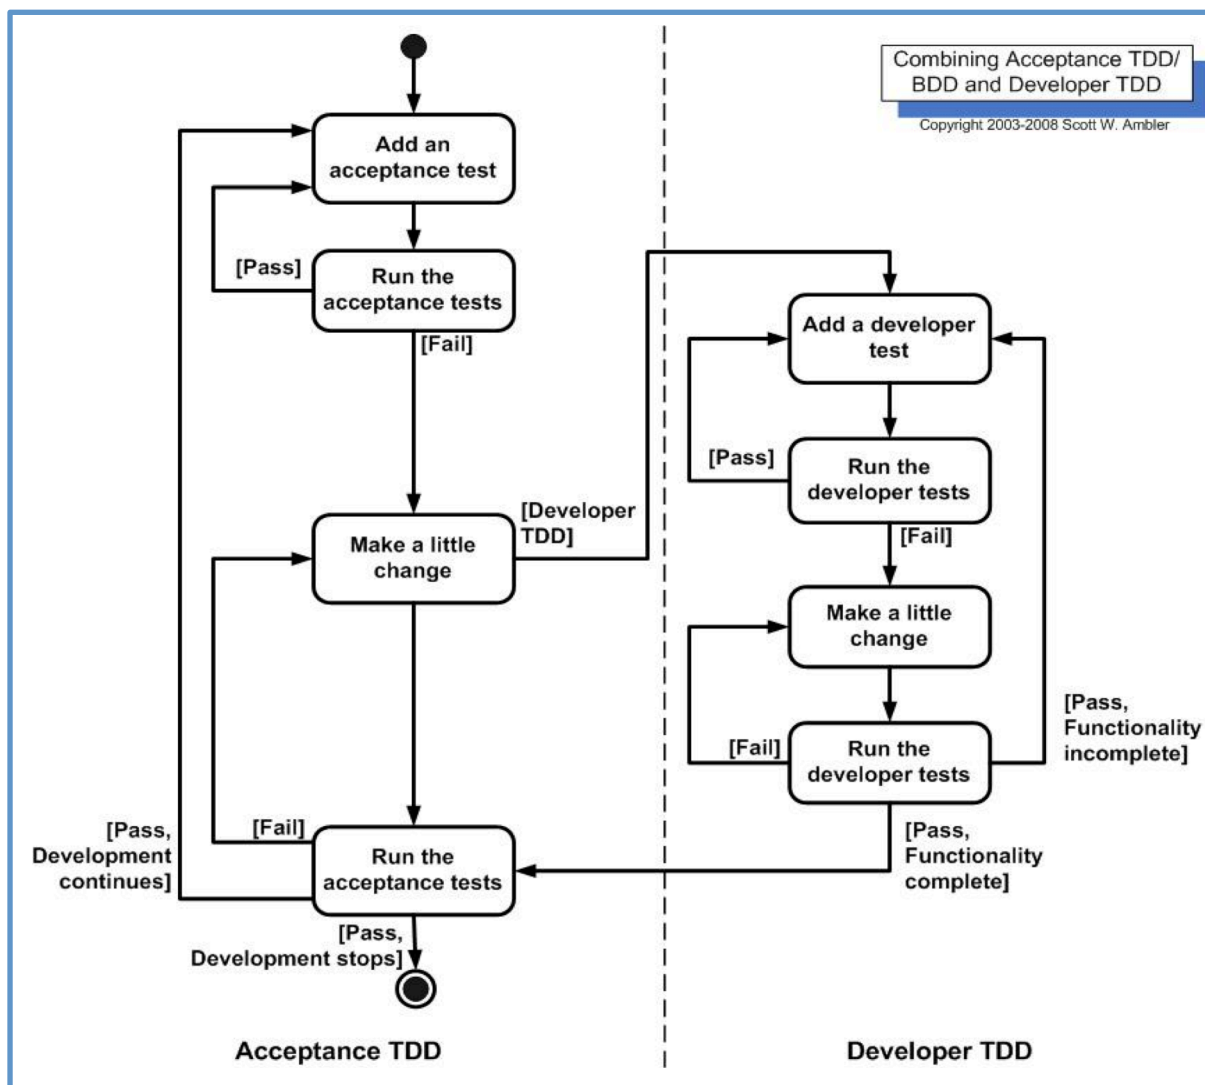 Combining Acceptance TDD/
BDD and Developer TDD
Copyright 2003-2008 Scott W. Ambler
Add an
acceptance test
[Pass]
Run the
acceptance tests
[Fail]
Make a little
change
[Developer
TDD]
[Fail]
Run the
acceptance tests
[Pass,
Development
continues]
[Pass,
Development stops]
Acceptance TDD
Add a developer
test
[Pass]
Run the
developer tests
[Fail]
Make a little
change
[Fail]
Run the
developer tests
[Pass,
Functionality
incomplete]
[Pass,
Functionality
complete]
Developer TDD